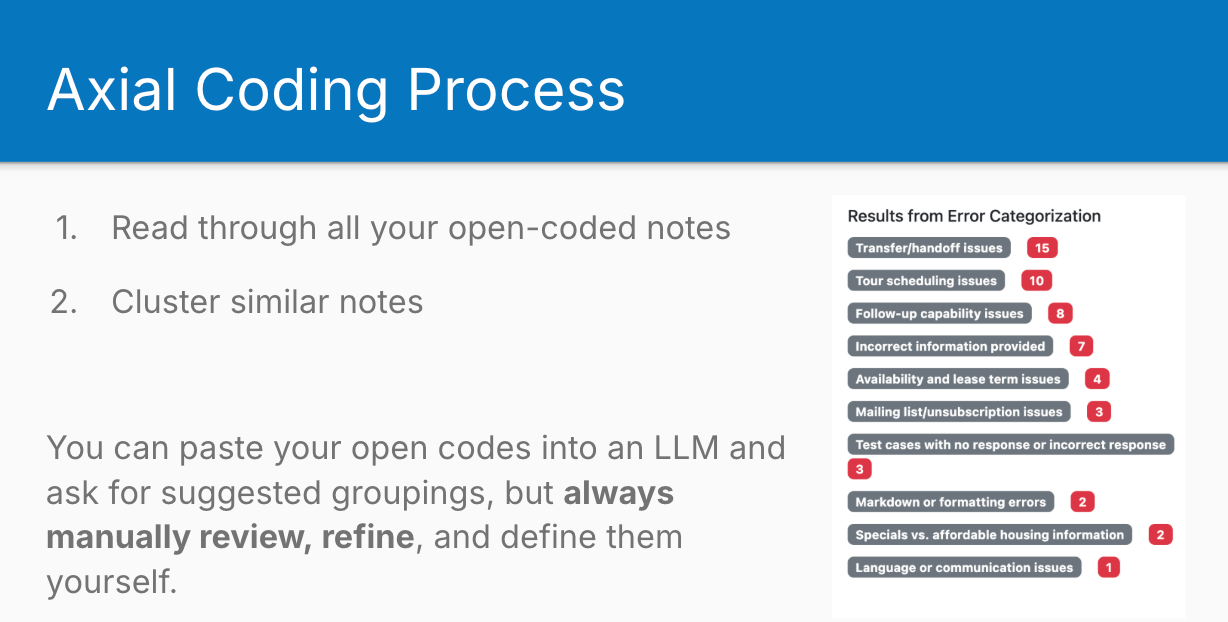 Axial Coding Process
1. Read through all your open-coded notes
2. Cluster similar notes
You can paste your open codes into an LLM and
ask for suggested groupings, but always
manually review, refine, and define them
yourself.
Results from Error Categorization
Transfer/handoff issues 15
Tour scheduling issues 10
Follow-up capability issues 8
Incorrect information provided 7
Availability and lease term issues 4
Mailing list/unsubscription issues 3
Test cases with no response or incorrect response
3
Markdown or formatting errors 2
Specials vs. affordable housing information 2
Language or communication issues 1